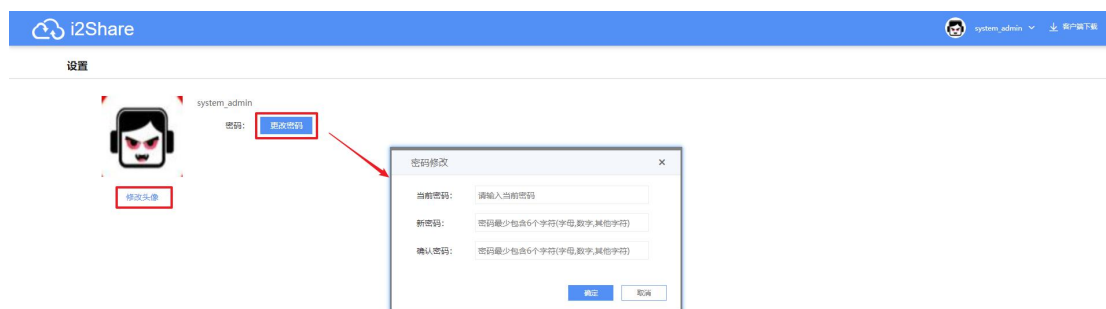 i2Share
system_admin
客户端下载
设置
system_admin
密码:
更改密码
修改头像
密码修改
当前密码:
请输入当前密码
新密码:
密码最少包含6个字符(字母,数字,其他字符)
确认密码:
密码最少包含6个字符(字母,数字,其他字符)
确定
取消